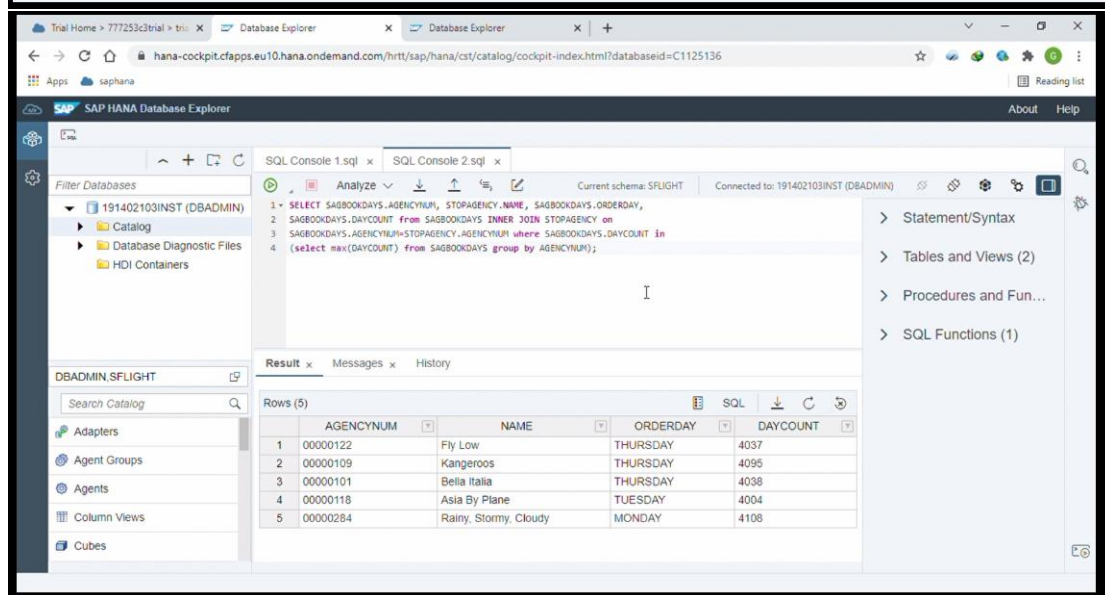 Trial Home > 777253c3trial > tria
Database Explorer
Database Explorer
hana-cockpit.cfapps.eu10.hana.ondemand.com/hrtt/sap/hana/cst/catalog/cockpit-index.html?databaseid=C1125136
G
Apps
saphana
Reading list
SAP SAP HANA Database Explorer
About Help
SQL Console 1.sql
SQL Console 2.sql
Filter Databases
Analyze
Current schema: SFLIGHT
Connected to: 191402103INST (DBADMIN)
191402103INST (DBADMIN)
Catalog
Database Diagnostic Files
HDI Containers
1 SELECT SAGBOOKDAYS.AGENCYNUM, STOPAGENCY.NAME, SAGBOOKDAYS.ORDERDAY,
2 SAGBOOKDAYS.DAYCOUNT from SAGBOOKDAYS INNER JOIN STOPAGENCY on
3 SAGBOOKDAYS.AGENCYNUM=STOPAGENCY.AGENCYNUM where SAGBOOKDAYS.DAYCOUNT in
4 (select max(DAYCOUNT) from SAGBOOKDAYS group by AGENCYNUM);
Statement/Syntax
Tables and Views (2)
Procedures and Fun...
SQL Functions (1)
DBADMIN,SFLIGHT
Search Catalog
Adapters
Agent Groups
Agents
Column Views
Cubes
Result
Messages
History
Rows (5)
SQL
AGENCYNUM NAME ORDERDAY DAYCOUNT
1 00000122 Fly Low THURSDAY 4037
2 00000109 Kangeroos THURSDAY 4095
3 00000101 Bella Italia THURSDAY 4038
4 00000118 Asia By Plane TUESDAY 4004
5 00000284 Rainy, Stormy, Cloudy MONDAY 4108